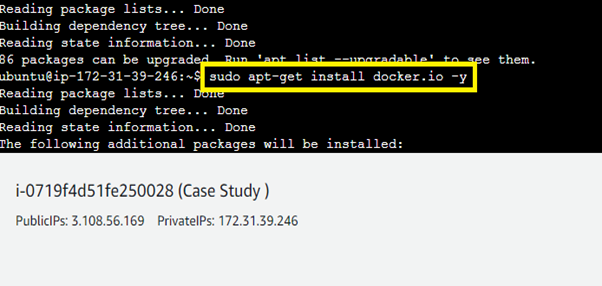 Reading package lists... Done
Building dependency tree... Done
Reading state information... Done
86 packages can be upgraded. Run 'apt list --upgradable' to see them.
ubuntu@ip-172-31-39-246:~$ sudo apt-get install docker.io -y
Reading package lists... Done
Building dependency tree... Done
Reading state information... Done
The following additional packages will be installed:
i-0719f4d51fe250028 (Case Study )
PublicIPs: 3.108.56.169 PrivateIPs: 172.31.39.246